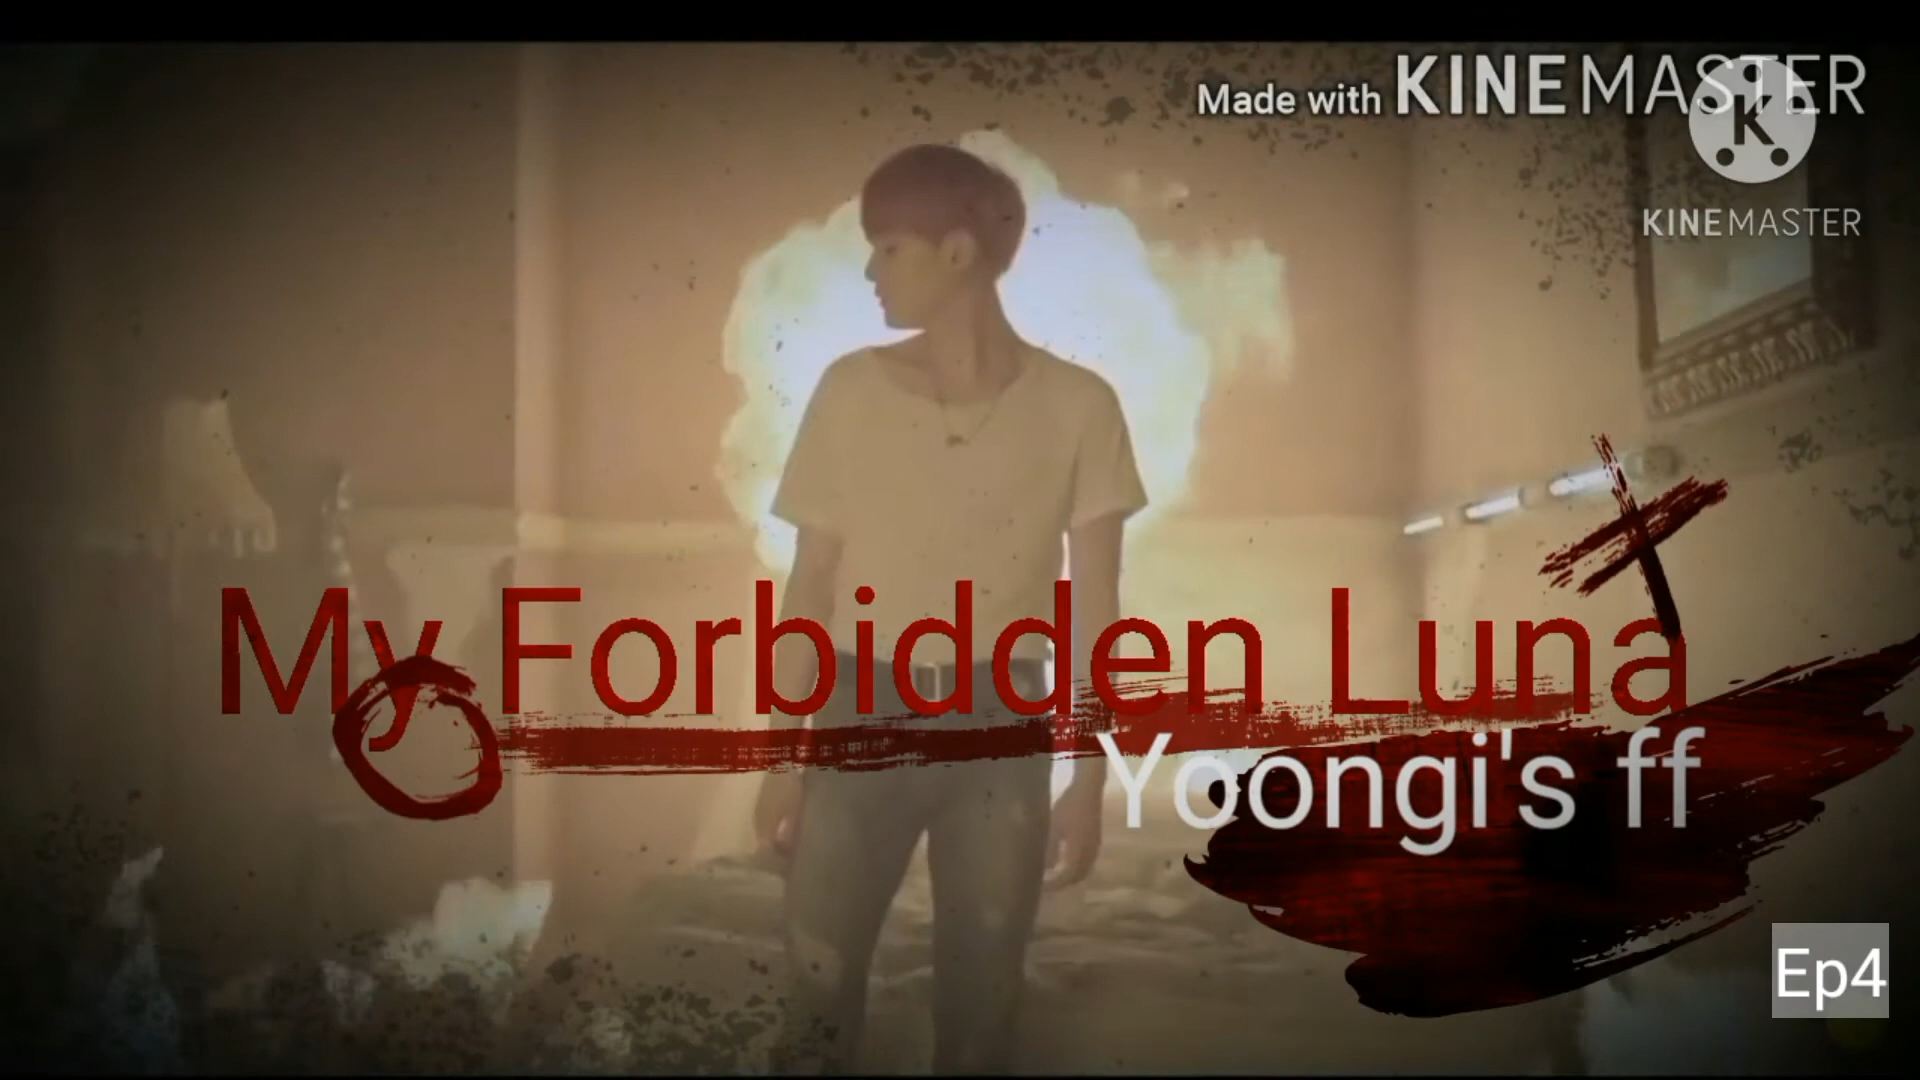 Made with KINEMASTER
K
KINEMASTER
My Forbidden Luna
Yoongi's ff
Ep4